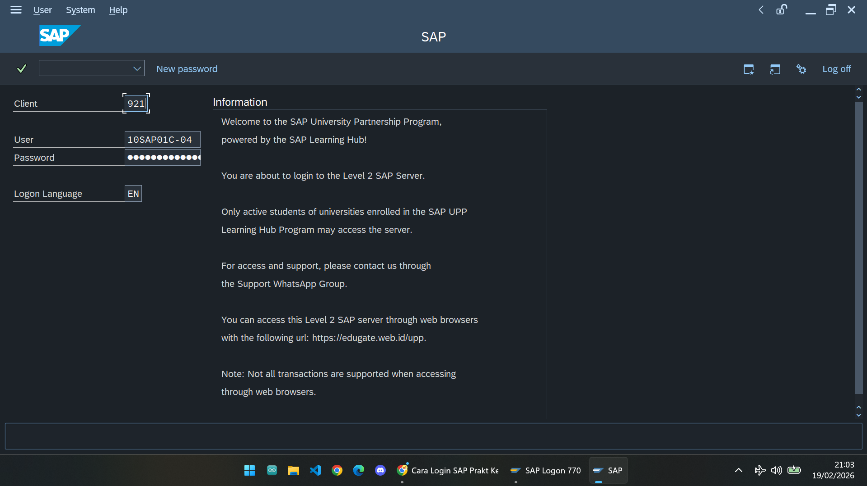 User System Help
SAP
SAP
New password
Log off
Client 921
User 10SAP01C-04
Password
Logon Language EN
Information
Welcome to the SAP University Partnership Program,
powered by the SAP Learning Hub!
You are about to login to the Level 2 SAP Server.
Only active students of universities enrolled in the SAP UPP
Learning Hub Program may access the server.
For access and support, please contact us through
the Support WhatsApp Group.
You can access this Level 2 SAP server through web browsers
with the following url: https://edugate.web.id/upp.
Note: Not all transactions are supported when accessing
through web browsers.
Cara Login SAP Prakt Ke
SAP Logon 770
SAP
21:03
19/02/2026